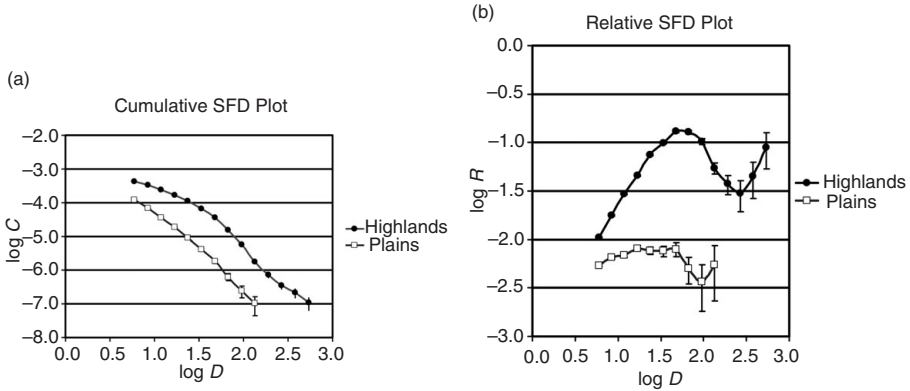 (a)
Cumulative SFD Plot
−2.0
−3.0
−4.0
−5.0
−6.0
−7.0
−8.0
log C
0.0 0.5 1.0 1.5 2.0 2.5 3.0
log D
Highlands
Plains
(b)
Relative SFD Plot
0.0
−0.5
−1.0
−1.5
−2.0
−2.5
−3.0
log R
0.0 0.5 1.0 1.5 2.0 2.5 3.0
log D
Highlands
Plains